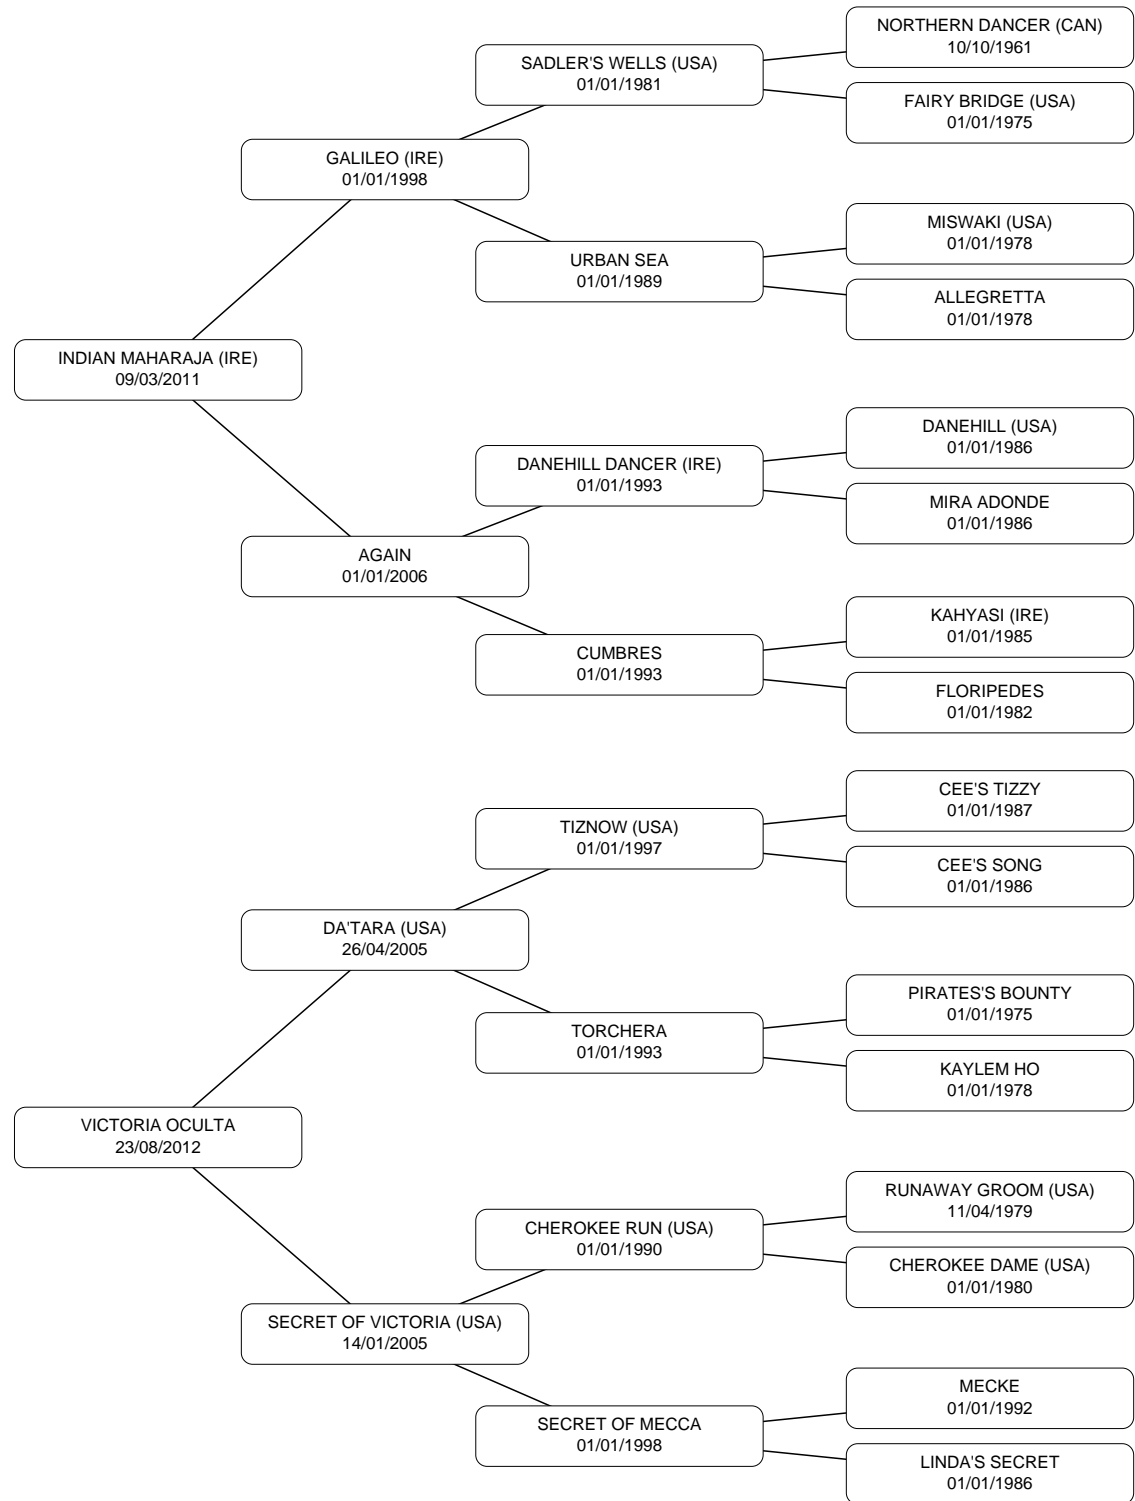 NORTHERN DANCER (CAN)
10/10/1961
SADLER'S WELLS (USA)
01/01/1981
FAIRY BRIDGE (USA)
01/01/1975
GALILEO (IRE)
01/01/1998
MISWAKI (USA)
01/01/1978
URBAN SEA
01/01/1989
ALLEGRETTA
01/01/1978
INDIAN MAHARAJA (IRE)
09/03/2011
DANEHILL (USA)
01/01/1986
DANEHILL DANCER (IRE)
01/01/1993
MIRA ADONDE
01/01/1986
AGAIN
01/01/2006
KAHYASI (IRE)
01/01/1985
CUMBRES
01/01/1993
FLORIPEDES
01/01/1982
CEE'S TIZZY
01/01/1987
TIZNOW (USA)
01/01/1997
CEE'S SONG
01/01/1986
DA'TARA (USA)
26/04/2005
PIRATES'S BOUNTY
01/01/1975
TORCHERA
01/01/1993
KAYLEM HO
01/01/1978
VICTORIA OCULTA
23/08/2012
RUNAWAY GROOM (USA)
11/04/1979
CHEROKEE RUN (USA)
01/01/1990
CHEROKEE DAME (USA)
01/01/1980
SECRET OF VICTORIA (USA)
14/01/2005
MECKE
01/01/1992
SECRET OF MECCA
01/01/1998
LINDA'S SECRET
01/01/1986